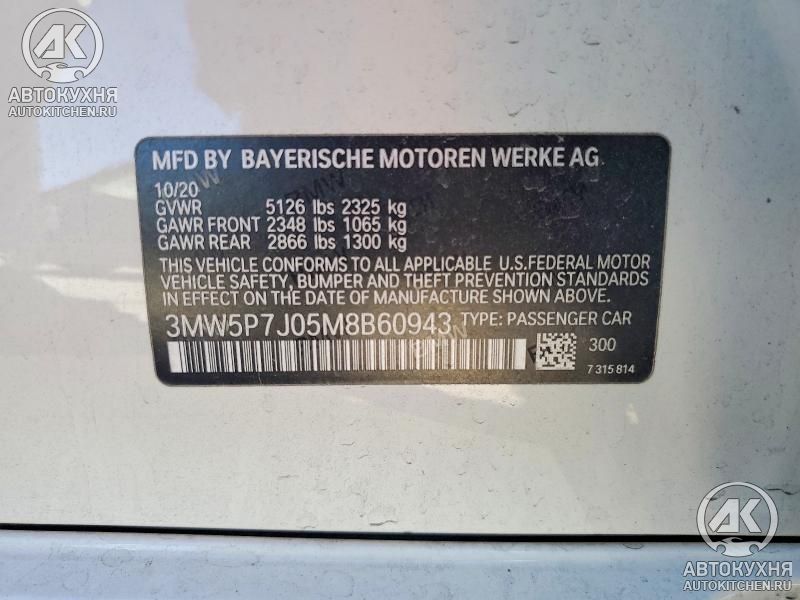 AK
АВТОКУХНЯ
AUTOKITCHEN.RU
MFD BY BAYERISCHE MOTOREN WERKE AG
10/20
GVWR 5126 lbs 2325 kg
GAWR FRONT 2348 lbs 1065 kg
GAWR REAR 2866 lbs 1300 kg
THIS VEHICLE CONFORMS TO ALL APPLICABLE U.S.FEDERAL MOTOR
VEHICLE SAFETY, BUMPER AND THEFT PREVENTION STANDARDS
IN EFFECT ON THE DATE OF MANUFACTURE SHOWN ABOVE.
3MW5P7J05M8B60943 TYPE: PASSENGER CAR
300
7 315 814
AK
АВТОКУХНЯ
AUTOKITCHEN.RU